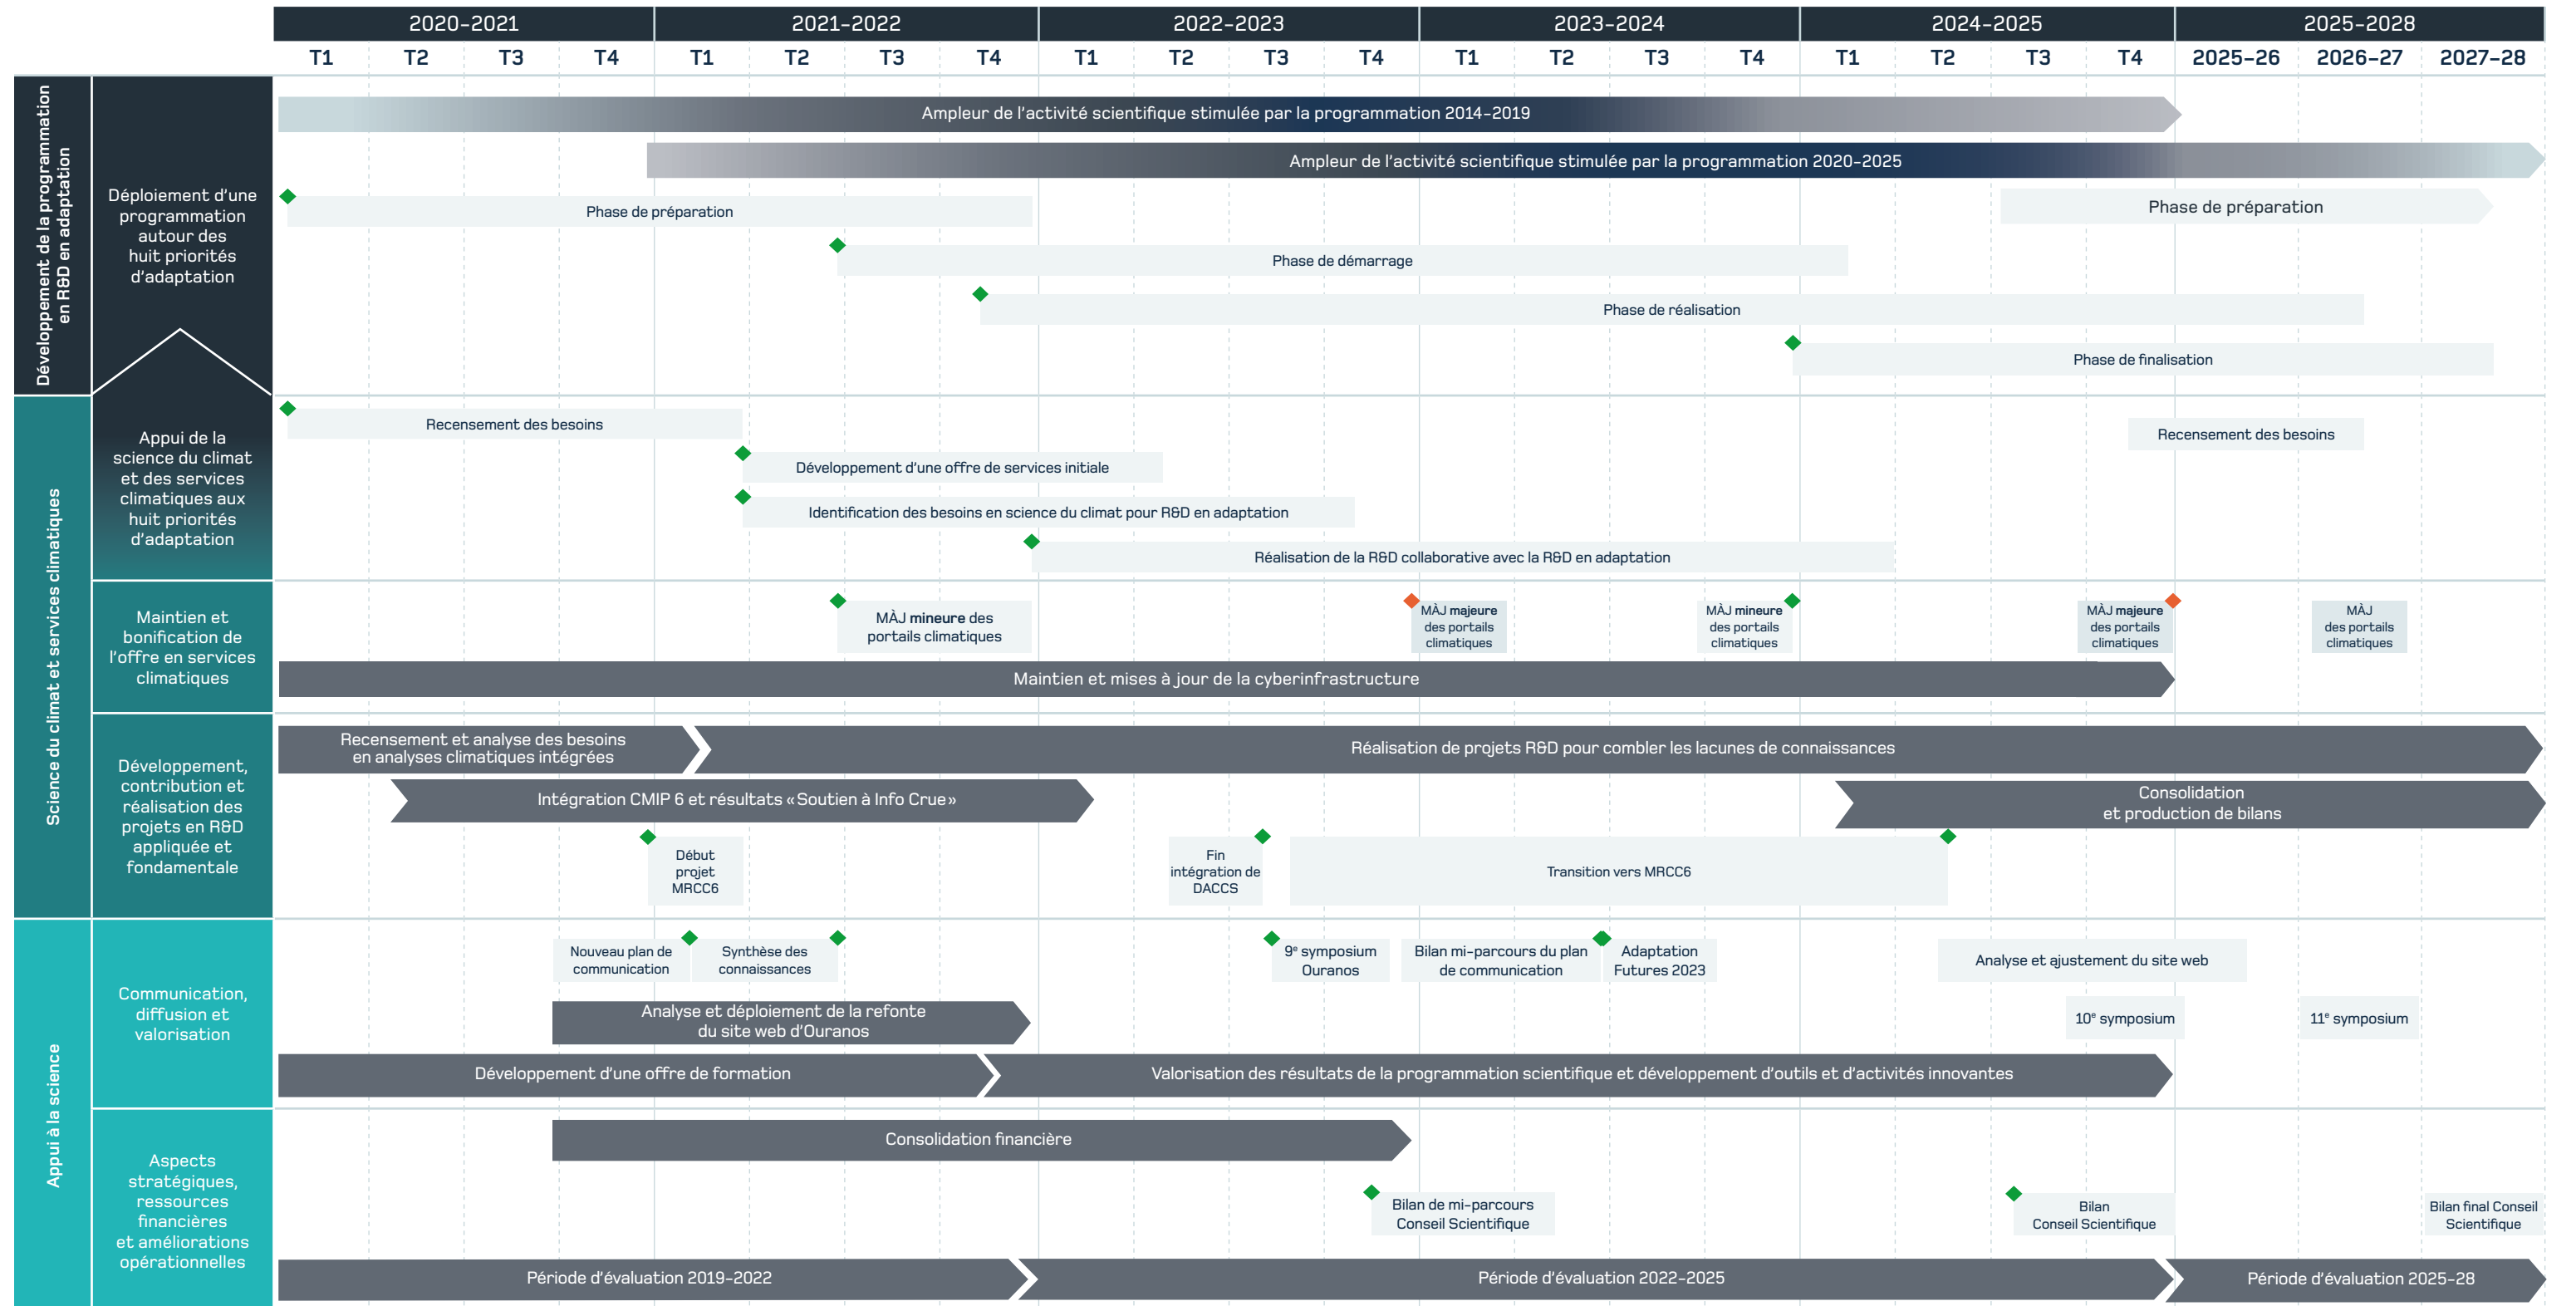 2020-2021
2021-2022
2022-2023
2023-2024
2024-2025
2025-2028
T1
T2
T3
T4
T1
T2
T3
T4
T1
T2
T3
T4
T1
T2
T3
T4
T1
T2
T3
T4
2025-26
2026-27
2027-28
Développement de la programmation
en R&D en adaptation
Déploiement d'une
programmation
autour des
huit priorités
d'adaptation
Ampleur de l'activité scientifique stimulée par la programmation 2014-2019
Ampleur de l'activité scientifique stimulée par la programmation 2020-2025
Phase de préparation
Phase de préparation
Phase de démarrage
Phase de réalisation
Phase de finalisation
Science du climat et services climatiques
Appui de la
science du climat
et des services
climatiques aux
huit priorités
d'adaptation
Recensement des besoins
Recensement des besoins
Développement d'une offre de services initiale
Identification des besoins en science du climat pour R&D en adaptation
Réalisation de la R&D collaborative avec la R&D en adaptation
Maintien et
bonification de
l'offre en services
climatiques
MÀJ mineure des
portails climatiques
MÀJ majeure
des portails
climatiques
MÀJ mineure
des portails
climatiques
MÀJ majeure
des portails
climatiques
MÀJ
des portails
climatiques
Maintien et mises à jour de la cyberinfrastructure
Développement,
contribution et
réalisation des
projets en R&D
appliquée et
fondamentale
Recensement et analyse des besoins
en analyses climatiques intégrées
Réalisation de projets R&D pour combler les lacunes de connaissances
Intégration CMIP 6 et résultats «Soutien à Info Crue»
Consolidation
et production de bilans
Début
projet
MRCC6
Fin
intégration de
DACCS
Transition vers MRCC6
Appui à la science
Communication,
diffusion et
valorisation
Nouveau plan de
communication
Synthèse des
connaissances
9e symposium
Ouranos
Bilan mi-parcours du plan
de communication
Adaptation
Futures 2023
Analyse et ajustement du site web
Analyse et déploiement de la refonte
du site web d'Ouranos
10e symposium
11e symposium
Développement d'une offre de formation
Valorisation des résultats de la programmation scientifique et développement d'outils et d'activités innovantes
Aspects
stratégiques,
ressources
financières
et améliorations
opérationnelles
Consolidation financière
Bilan de mi-parcours
Conseil Scientifique
Bilan
Conseil Scientifique
Bilan final Conseil
Scientifique
Période d'évaluation 2019-2022
Période d'évaluation 2022-2025
Période d'évaluation 2025-28